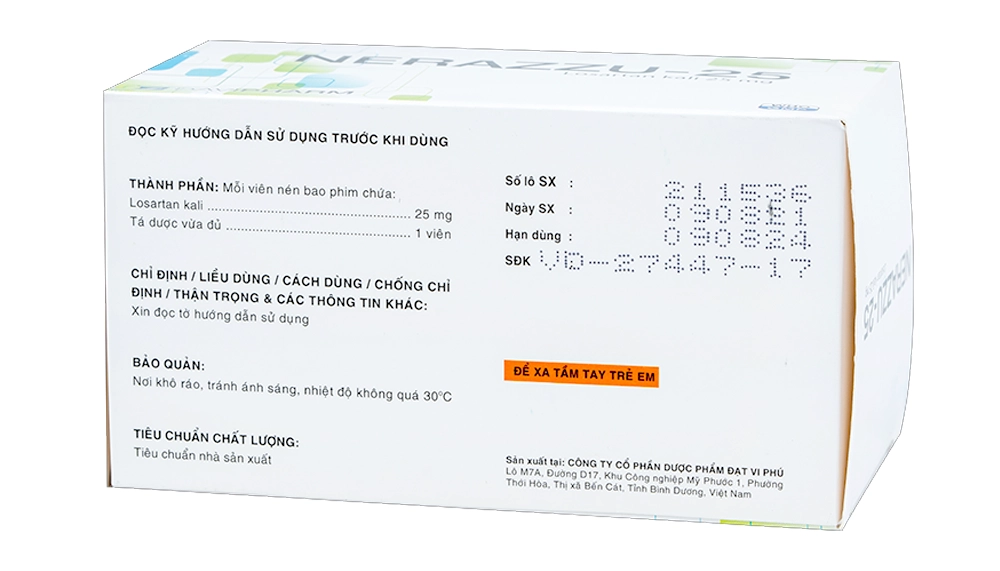 NERAZZU-25
Losartan kali 25 mg
DAVIPHARM
ĐỌC KỸ HƯỚNG DẪN SỬ DỤNG TRƯỚC KHI DÙNG
THÀNH PHẦN: Mỗi viên nén bao phim chứa:
Losartan kali ........................................................ 25 mg
Tá dược vừa đủ ................................................... 1 viên
CHỈ ĐỊNH / LIỀU DÙNG / CÁCH DÙNG / CHỐNG CHỈ
ĐỊNH / THẬN TRỌNG & CÁC THÔNG TIN KHÁC:
Xin đọc tờ hướng dẫn sử dụng
BẢO QUẢN:
Nơi khô ráo, tránh ánh sáng, nhiệt độ không quá 30°C
TIÊU CHUẨN CHẤT LƯỢNG:
Tiêu chuẩn nhà sản xuất
Số lô SX : 211536
Ngày SX : 090821
Hạn dùng : 090824
SĐK VD-27447-17
ĐỂ XA TẦM TAY TRẺ EM
Sản xuất tại: CÔNG TY CỔ PHẦN DƯỢC PHẨM ĐẠT VI PHÚ
Lô M7A, Đường D17, Khu Công nghiệp Mỹ Phước 1, Phường
Thới Hòa, Thị xã Bến Cát, Tỉnh Bình Dương, Việt Nam
NERAZZU-25